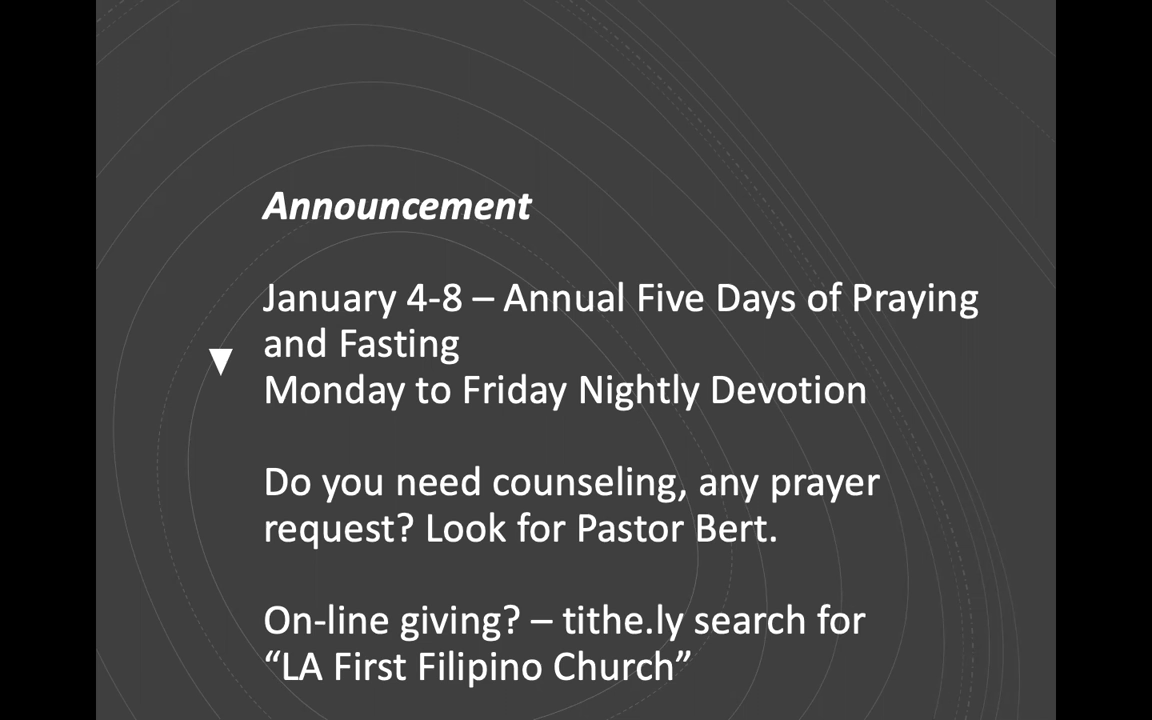 Announcement
January 4-8 – Annual Five Days of Praying
and Fasting
Monday to Friday Nightly Devotion
Do you need counseling, any prayer
request? Look for Pastor Bert.
On-line giving? – tithe.ly search for
“LA First Filipino Church”